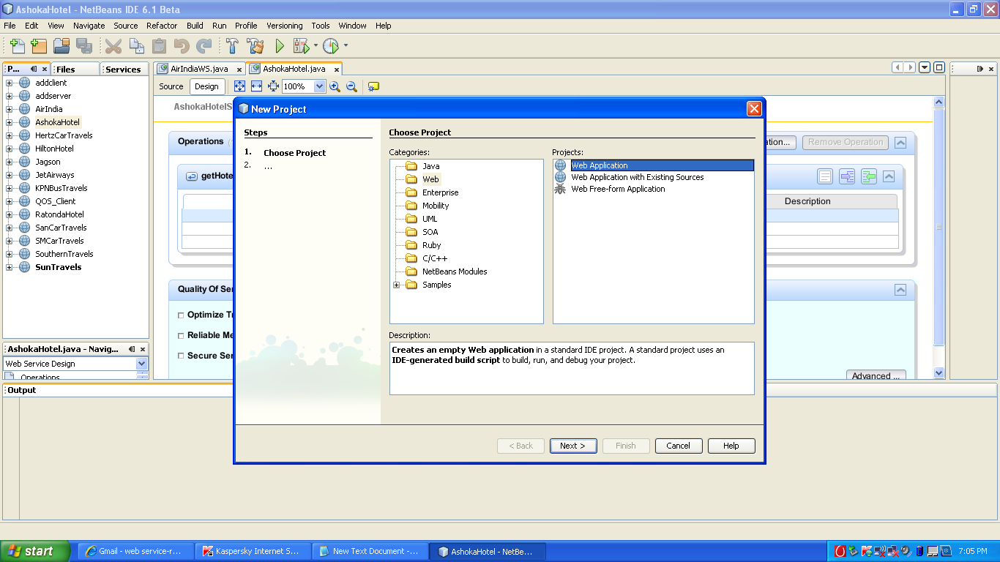 AshokaHotel - NetBeans IDE 6.1 Beta
File Edit View Navigate Source Refactor Build Run Profile Versioning Tools Window Help
P... Files Services
AirIndiaWS.java AshokaHotel.java
addclient
addserver
AirIndia
AshokaHotel
HertzCarTravels
HiltonHotel
Jagson
JetAirways
KPNBusTravels
QOS_Client
RatondaHotel
SanCarTravels
SMCarTravels
SouthernTravels
SunTravels
AshokaHotel.java - Navig...
Web Service Design
Operations
Source Design 100%
AshokaHotelS
Operations
Remove Operation
getHote
Description
Quality Of Ser
Optimize Tr
Reliable Me
Secure Ser
Advanced ...
New Project
Steps
1. Choose Project
2. ...
Choose Project
Categories:
Java
Web
Enterprise
Mobility
UML
SOA
Ruby
C/C++
NetBeans Modules
Samples
Projects:
Web Application
Web Application with Existing Sources
Web Free-form Application
Description:
Creates an empty Web application in a standard IDE project. A standard project uses an
IDE-generated build script to build, run, and debug your project.
< Back Next > Finish Cancel Help
Output
start Gmail - web service-r... Kaspersky Internet S... New Text Document -... AshokaHotel - NetBe... 7:05 PM